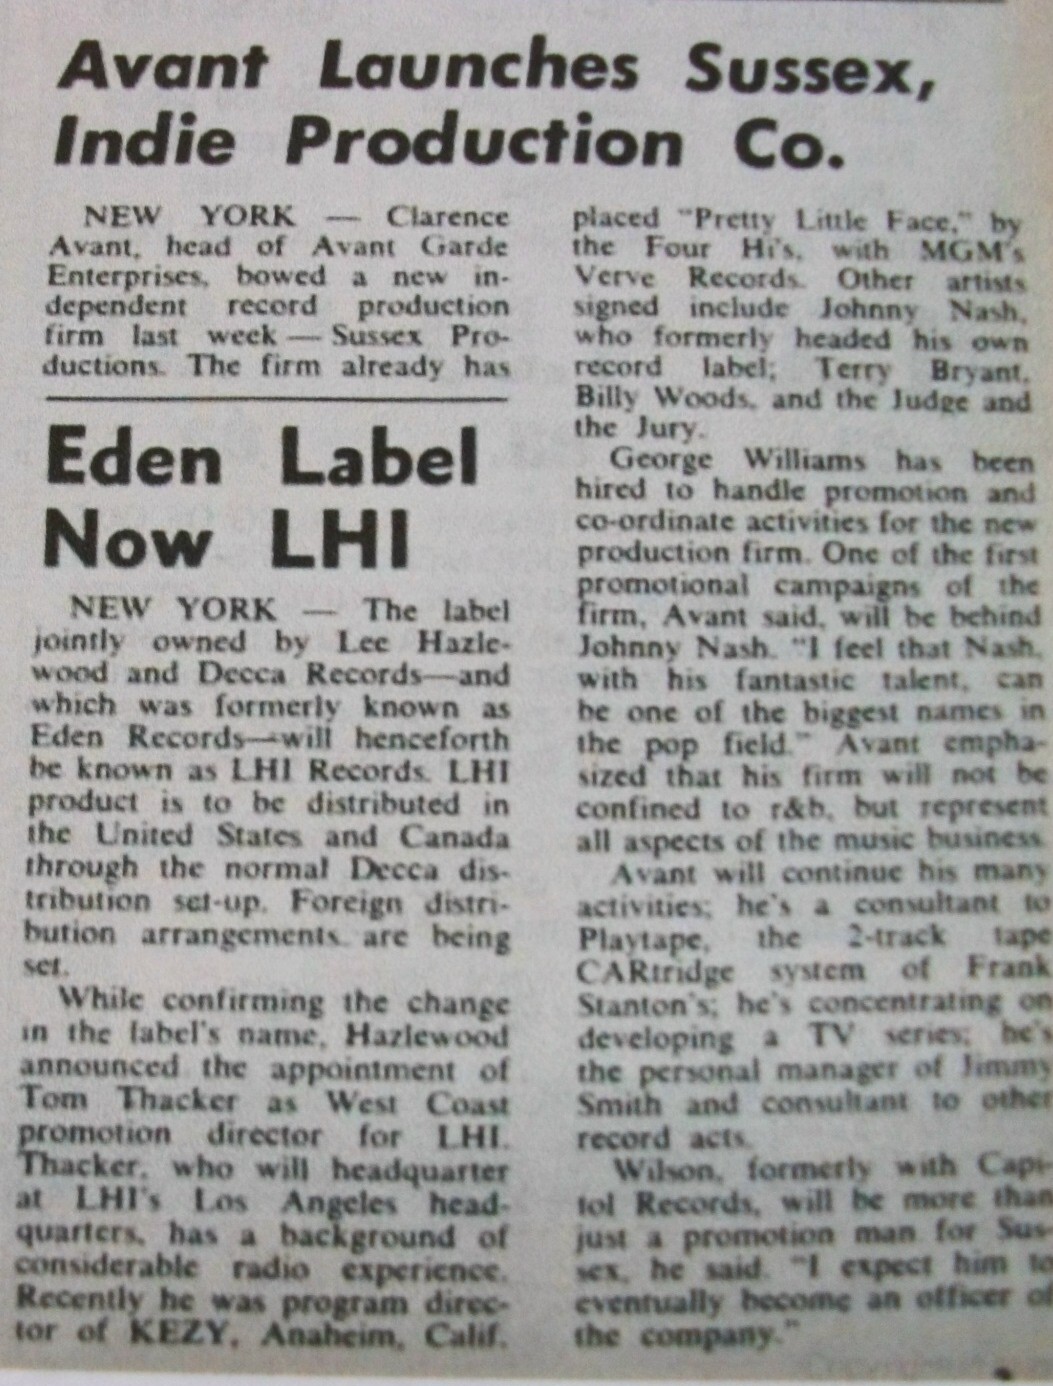 Avant Launches Sussex,
Indie Production Co.
NEW YORK — Clarence
Avant, head of Avant Garde
Enterprises, bowed a new in-
dependent record production
firm last week — Sussex Pro-
ductions. The firm already has
placed "Pretty Little Face," by
the Four Hi's, with MGM's
Verve Records. Other artists
signed include Johnny Nash,
who formerly headed his own
record label; Terry Bryant,
Billy Woods, and the Judge and
the Jury.
George Williams has been
hired to handle promotion and
co-ordinate activities for the new
production firm. One of the first
promotional campaigns of the
firm, Avant said, will be behind
Johnny Nash. "I feel that Nash,
with his fantastic talent, can
be one of the biggest names in
the pop field." Avant empha-
sized that his firm will not be
confined to r&b, but represent
all aspects of the music business.
Avant will continue his many
activities; he's a consultant to
Playtape, the 2-track tape
CARtridge system of Frank
Stanton's; he's concentrating on
developing a TV series; he's
the personal manager of Jimmy
Smith and consultant to other
record acts.
Wilson, formerly with Capi-
tol Records, will be more than
just a promotion man for Sus-
sex, he said. "I expect him to
eventually become an officer of
the company."
Eden Label
Now LHI
NEW YORK — The label
jointly owned by Lee Hazle-
wood and Decca Records—and
which was formerly known as
Eden Records—will henceforth
be known as LHI Records. LHI
product is to be distributed in
the United States and Canada
through the normal Decca dis-
tribution set-up. Foreign distri-
bution arrangements are being
set.
While confirming the change
in the label's name, Hazlewood
announced the appointment of
Tom Thacker as West Coast
promotion director for LHI.
Thacker, who will headquarter
at LHI's Los Angeles head-
quarters, has a background of
considerable radio experience.
Recently he was program direc-
tor of KEZY, Anaheim, Calif.